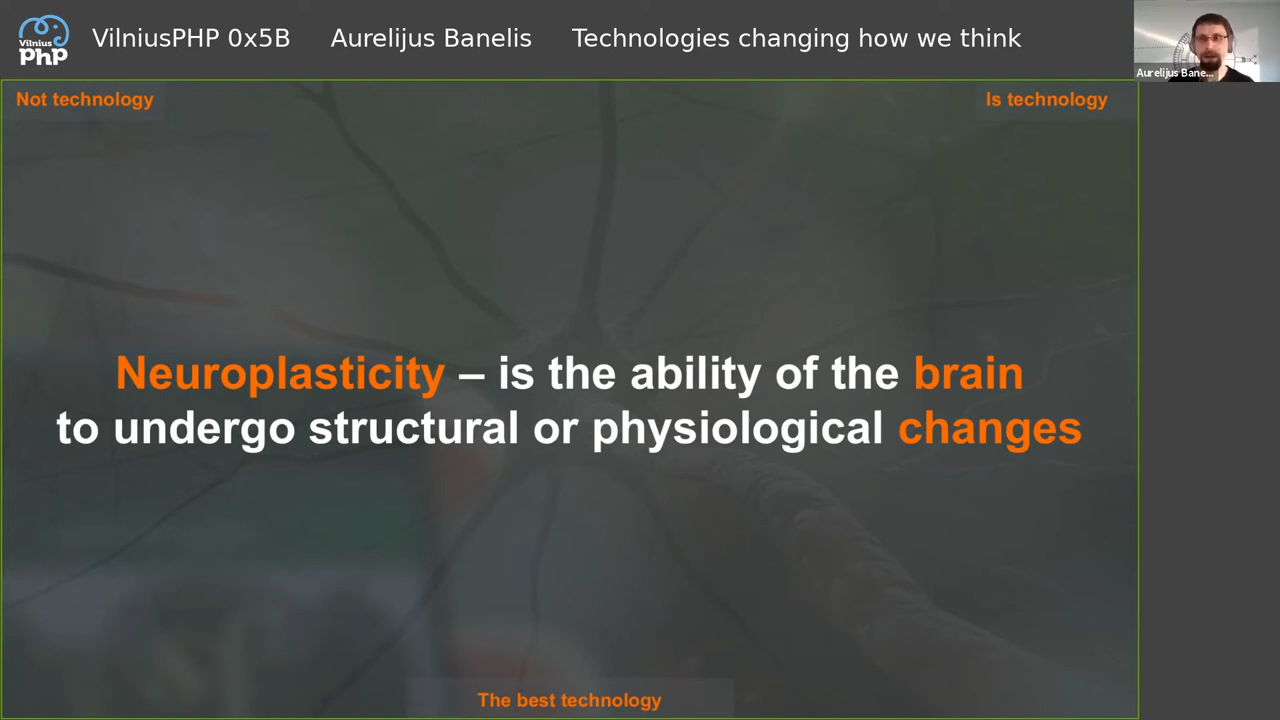 Vilnius
php
VilniusPHP 0x5B Aurelijus Banelis Technologies changing how we think
Aurelijus Bane...
Not technology
Is technology
Neuroplasticity – is the ability of the brain
to undergo structural or physiological changes
The best technology